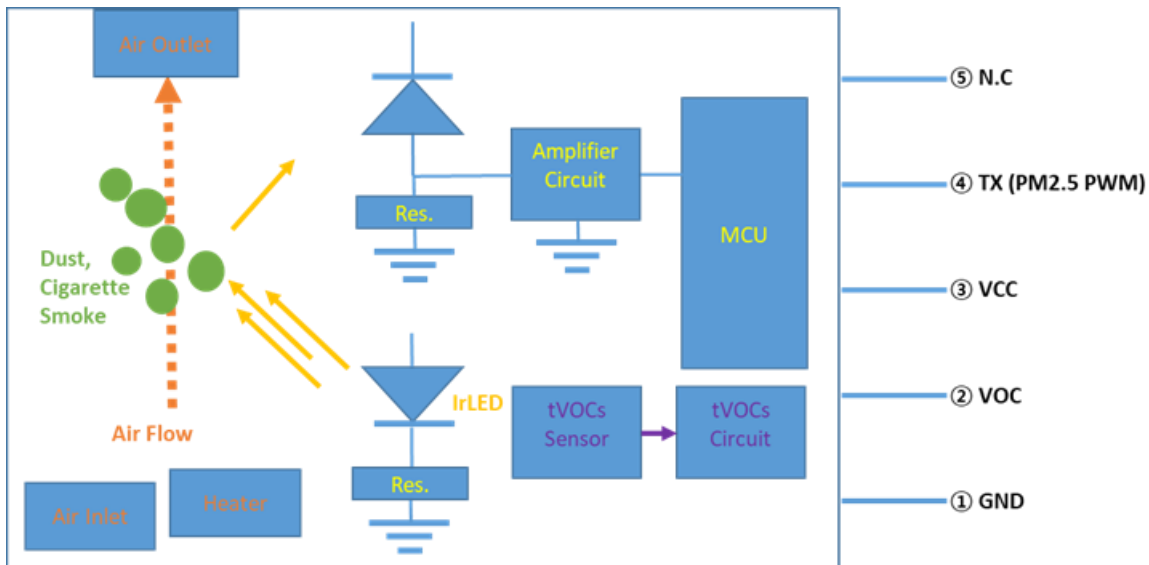 Air Outlet
⑤ N.C
Amplifier
Circuit
④ TX (PM2.5 PWM)
Res.
MCU
Dust,
Cigarette
Smoke
③ VCC
IrLED
tVOCs
Sensor
tVOCs
Circuit
② VOC
Air Flow
Res.
Heater
Air Inlet
① GND